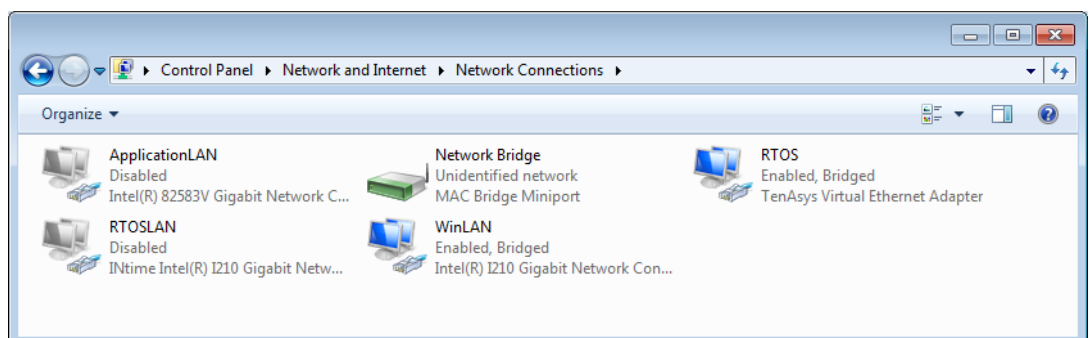 Control Panel Network and Internet Network Connections
Organize
ApplicationLAN
Disabled
Intel(R) 82583V Gigabit Network C...
Network Bridge
Unidentified network
MAC Bridge Miniport
RTOS
Enabled, Bridged
TenAsys Virtual Ethernet Adapter
RTOSLAN
Disabled
INtime Intel(R) I210 Gigabit Netw...
WinLAN
Enabled, Bridged
Intel(R) I210 Gigabit Network Con...